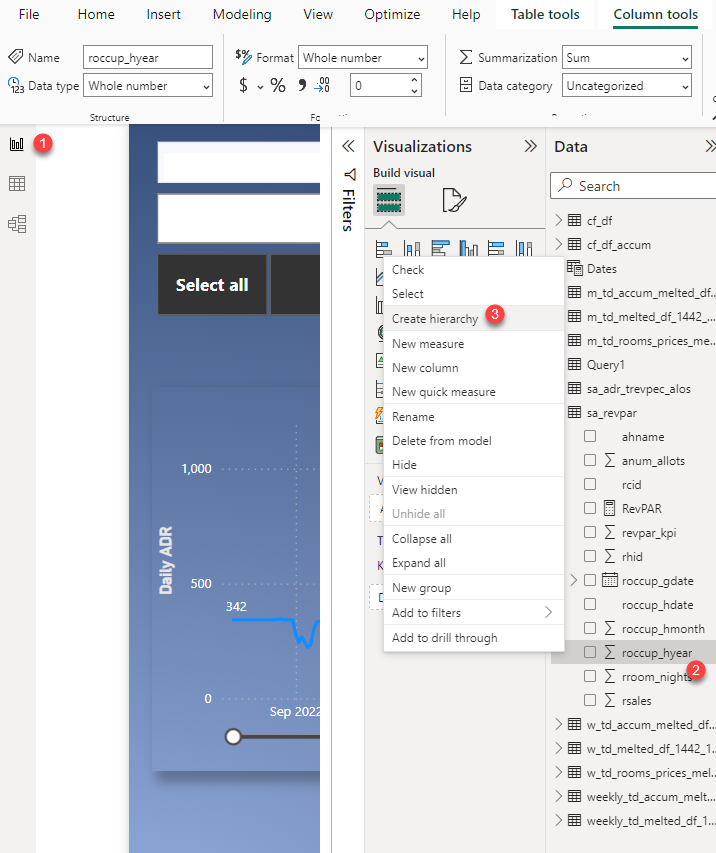 File Home Insert Modeling View Optimize Help Table tools Column tools
Name roccup_hyear
Format Whole number
Summarization Sum
Data type Whole number
$ % 0
Data category Uncategorized
Structure
1
Visualizations
Data
Build visual
Search
Filters
Select all
cf_df
cf_df_accum
Dates
m_td_accum_melted_df...
m_td_melted_df_1442_...
m_td_rooms_prices_me...
Query1
sa_adr_trevpec_alos
sa_revpar
ahname
anum_allots
rcid
RevPAR
revpar_kpi
rhid
roccup_gdate
roccup_hdate
roccup_hmonth
roccup_hyear
2
rroom_nights
rsales
w_td_accum_melted_df...
w_td_melted_df_1442_1...
w_td_rooms_prices_mel...
weekly_td_accum_melt...
weekly_td_melted_df_1...
Check
Select
Create hierarchy 3
New measure
New column
New quick measure
Rename
Delete from model
Hide
View hidden
Unhide all
Collapse all
Expand all
New group
Add to filters
Add to drill through
Daily ADR
1,000
500
342
0
Sep 2022